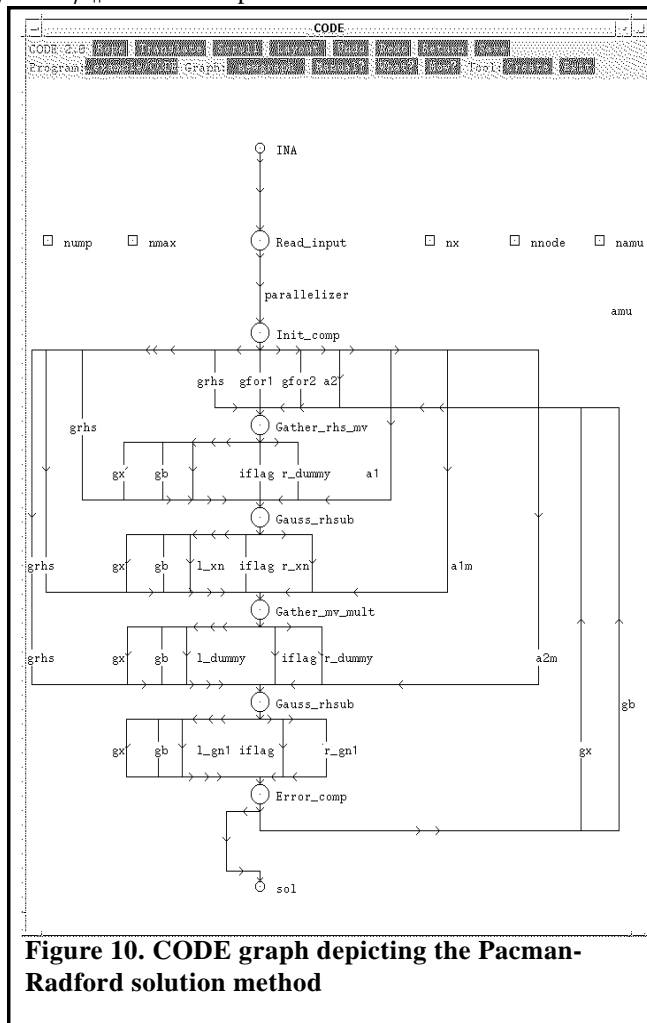 CODE
CODE 2.0
Program: Graph: Tool:
INA
nump nmax Read_input nx nnode namu
parallelizer
amu
Init_comp
grhs gfor1 gfor2 a2
grhs Gather_rhs_mv
gx gb iflag r_dummy a1
Gauss_rhsub
grhs gx gb l_xn iflag r_xn a1m
Gather_mv_mult
grhs gx gb l_dummy iflag r_dummy a2m
Gauss_rhsub
gb
gx gb l_gn1 iflag r_gn1 gx
Error_comp
sol
Figure 10. CODE graph depicting the Pacman-
Radford solution method